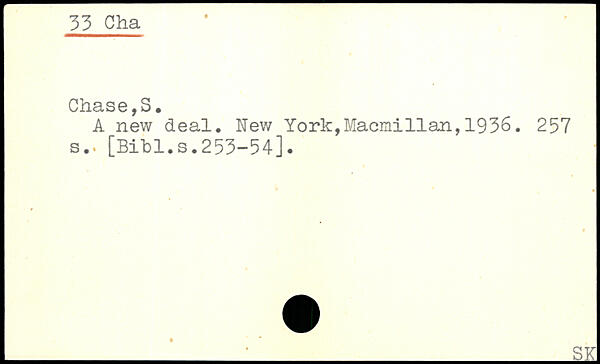 33 Cha
Chase,S.
A new deal. New York,Macmillan,1936. 257
s. [Bibl.s.253-54].
SK